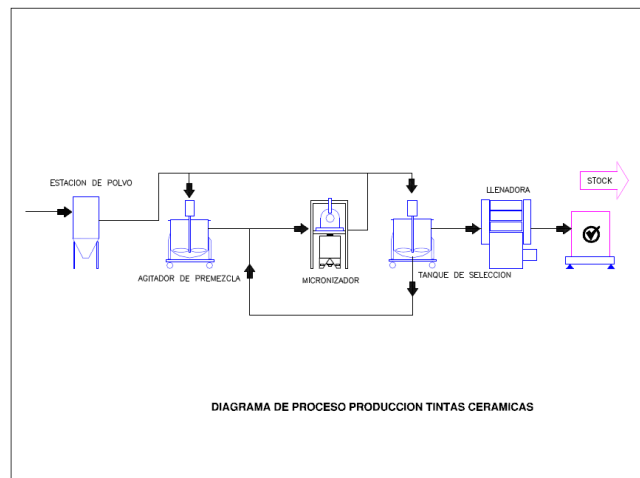 ESTACION DE POLVO
LLENADORA
STOCK
AGITADOR DE PREMEZCLA
MICRONIZADOR
TANQUE DE SELECCION
DIAGRAMA DE PROCESO PRODUCCION TINTAS CERAMICAS